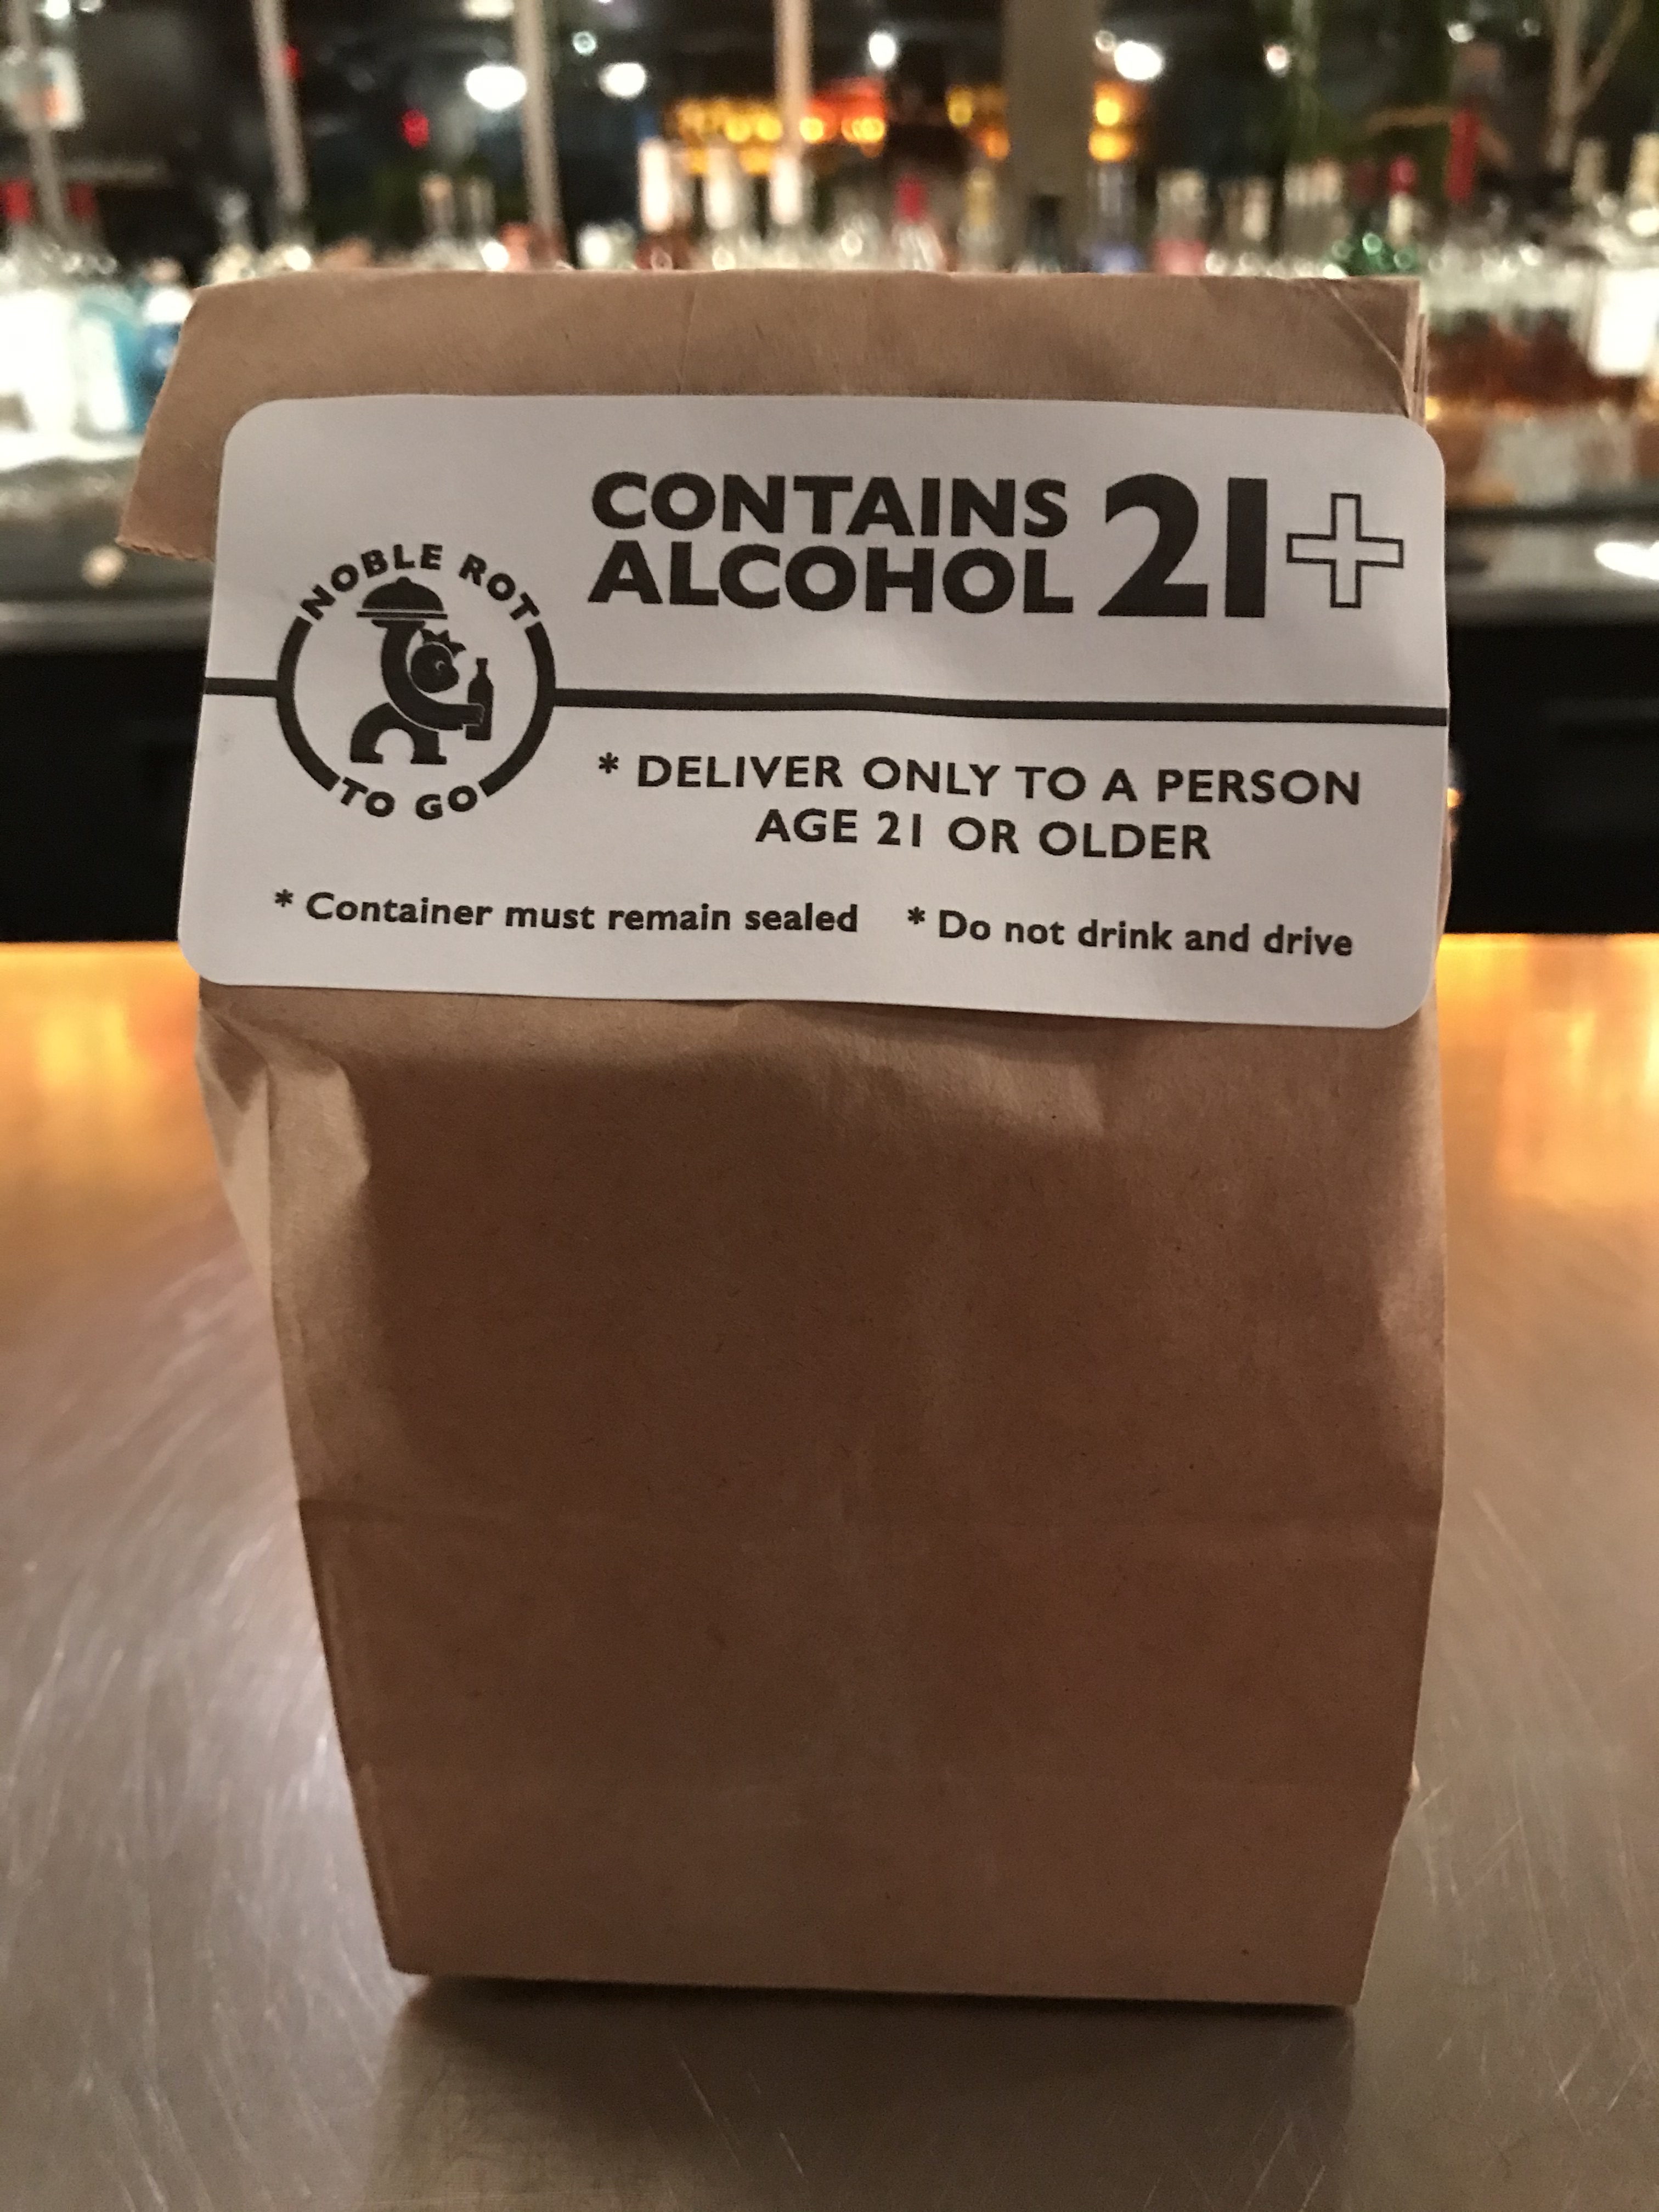 CONTAINS
ALCOHOL 21+
NOBLE ROT
TO GO
* DELIVER ONLY TO A PERSON
AGE 21 OR OLDER
* Container must remain sealed * Do not drink and drive